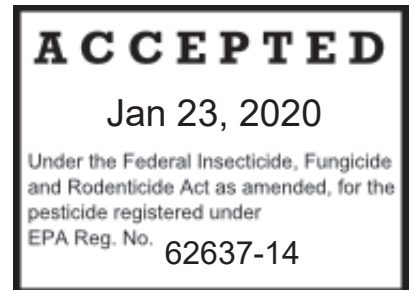 ACCEPTED
Jan 23, 2020
Under the Federal Insecticide, Fungicide
and Rodenticide Act as amended, for the
pesticide registered under
EPA Reg. No. 62637-14